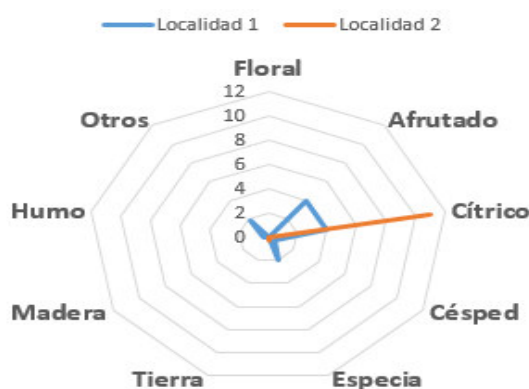 Localidad 1 Localidad 2
Floral
12
Otros Afrutado
10
8
6
4
Humo Cítrico
2
0
Madera Césped
Tierra Especia